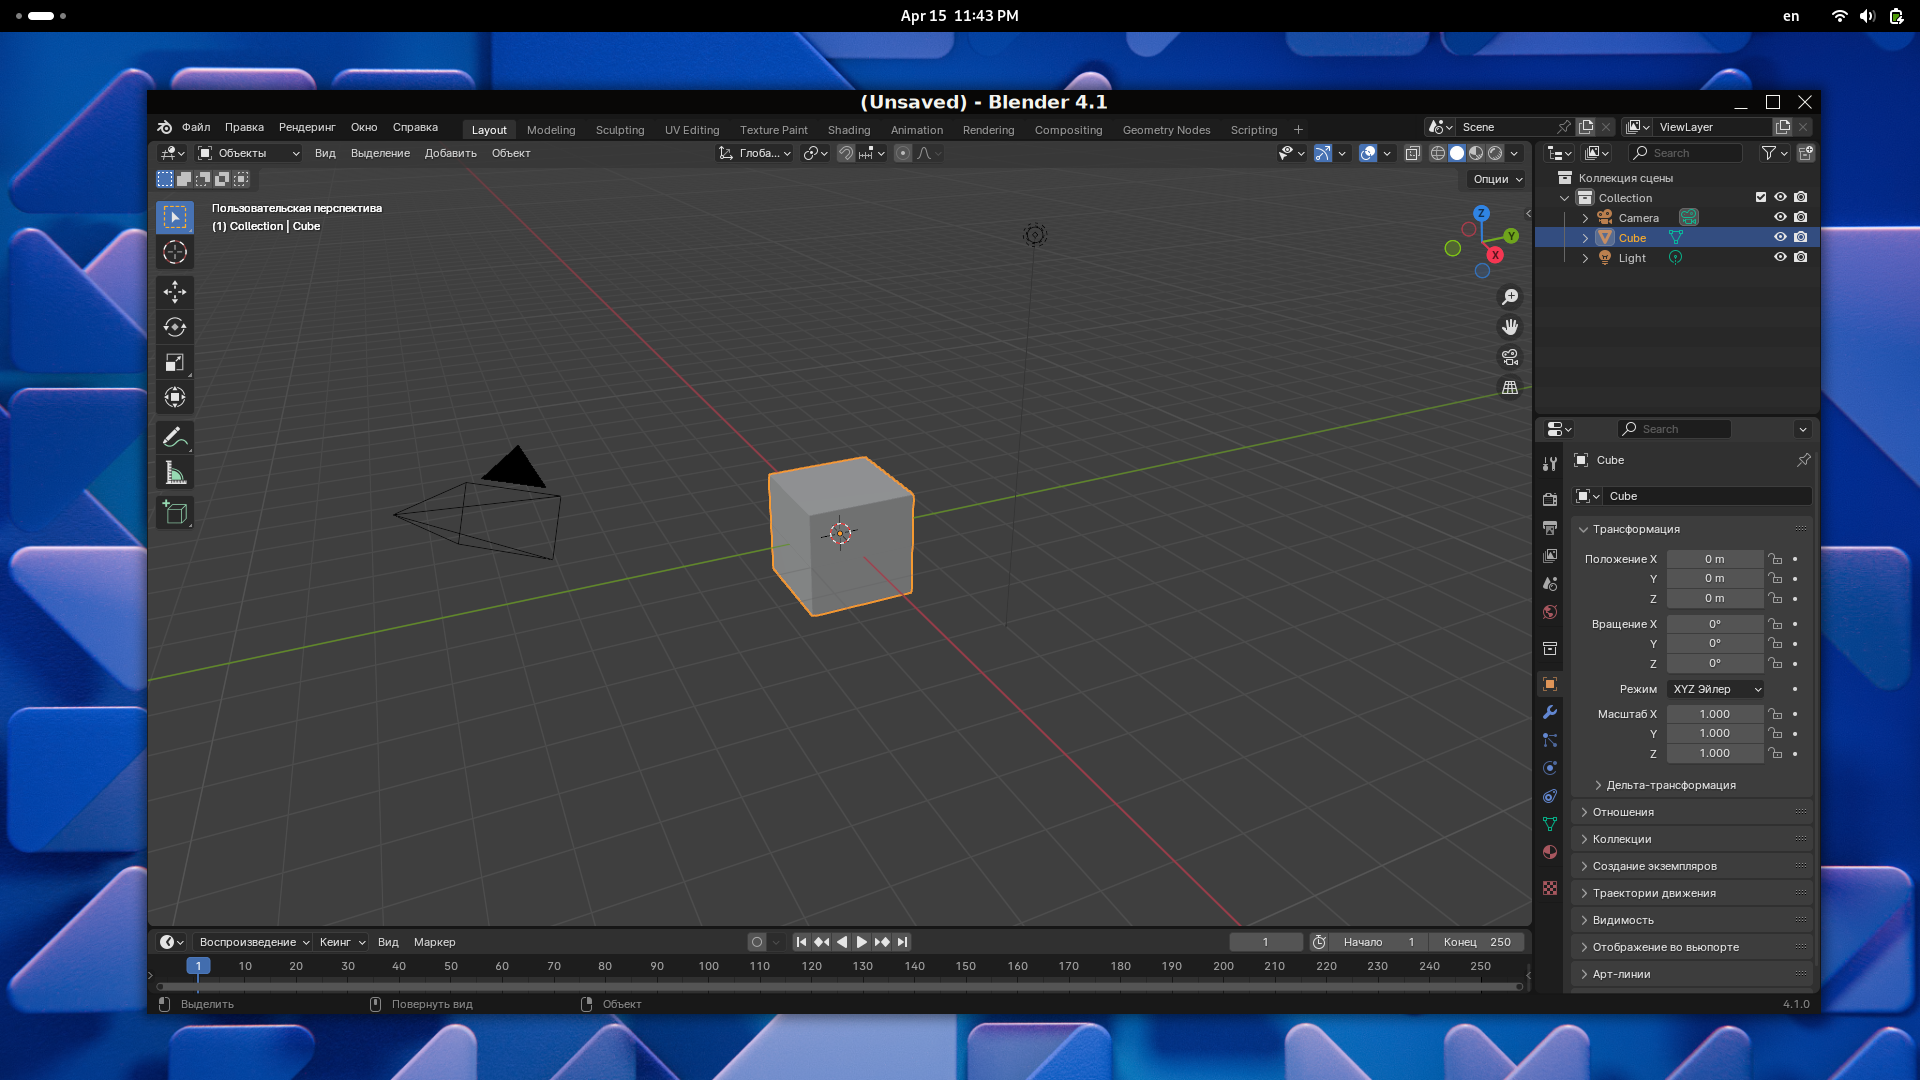 Apr 15 11:43 PM
en
(Unsaved) - Blender 4.1
Файл Правка Рендеринг Окно Справка
Layout Modeling Sculpting UV Editing Texture Paint Shading Animation Rendering Compositing Geometry Nodes Scripting +
Scene
ViewLayer
Объекты Вид Выделение Добавить Объект
Глоба...
Опции
Пользовательская перспектива
(1) Collection | Cube
Z
Y
X
Search
Коллекция сцены
Collection
Camera
Cube
Light
Search
Cube
Cube
Трансформация
Положение X 0 m
Y 0 m
Z 0 m
Вращение X 0°
Y 0°
Z 0°
Режим XYZ Эйлер
Масштаб X 1.000
Y 1.000
Z 1.000
Дельта-трансформация
Отношения
Коллекции
Создание экземпляров
Траектории движения
Видимость
Отображение во вьюпорте
Арт-линии
Воспроизведение Кеинг Вид Маркер
1
Начало 1
Конец 250
1 10 20 30 40 50 60 70 80 90 100 110 120 130 140 150 160 170 180 190 200 210 220 230 240 250
Выделить Повернуть вид Объект
4.1.0